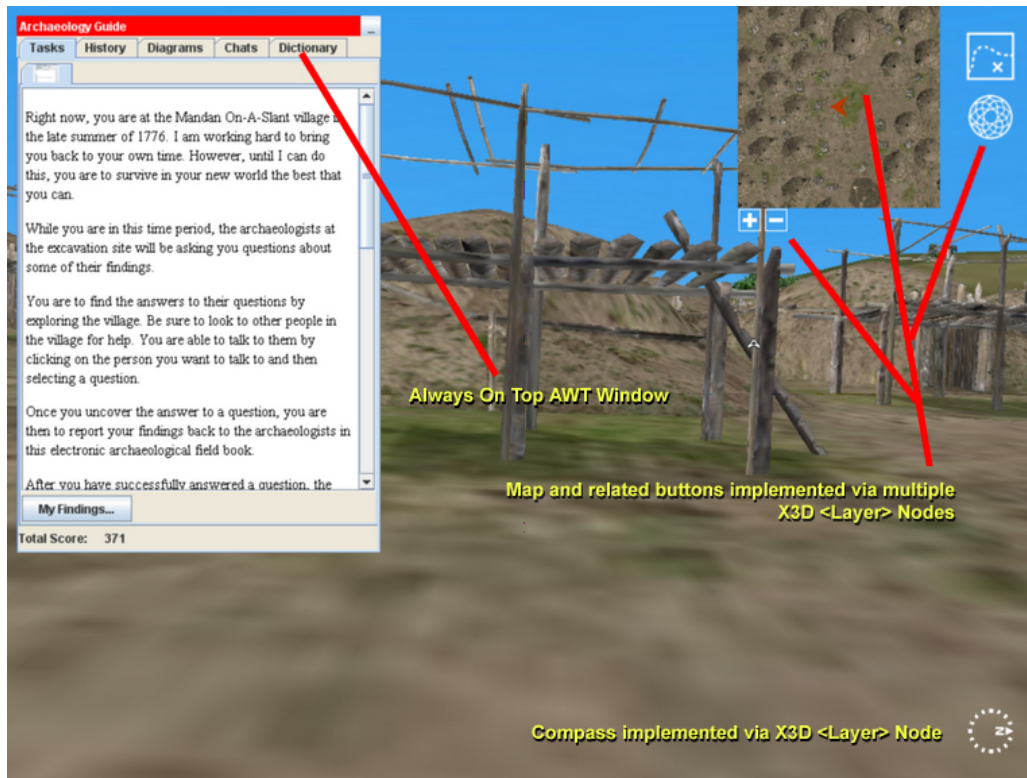 Archaeology Guide
Tasks History Diagrams Chats Dictionary
Right now, you are at the Mandan On-A-Slant village
the late summer of 1776. I am working hard to bring
you back to your own time. However, until I can do
this, you are to survive in your new world the best that
you can.
While you are in this time period, the archaeologists at
the excavation site will be asking you questions about
some of their findings.
You are to find the answers to their questions by
exploring the village. Be sure to look to other people in
the village for help. You are able to talk to them by
clicking on the person you want to talk to and then
selecting a question.
Once you uncover the answer to a question, you are
then to report your findings back to the archaeologists in
this electronic archaeological field book.
After you have successfully answered a question, the
My Findings...
Total Score: 371
Always On Top AWT Window
Map and related buttons implemented via multiple
X3D <Layer> Nodes
Compass implemented via X3D <Layer> Node
N